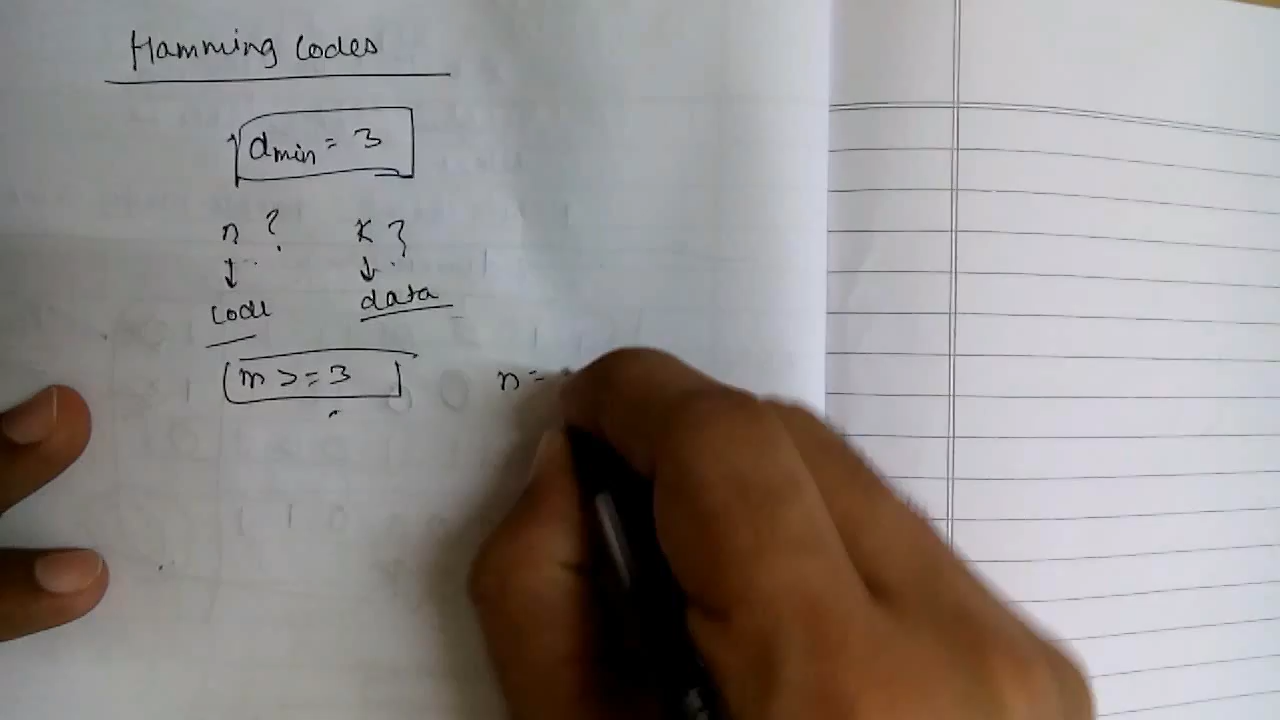 Hamming Codes
dmin = 3
n ? k ?
↓ ↓
code data
m >= 3 n =